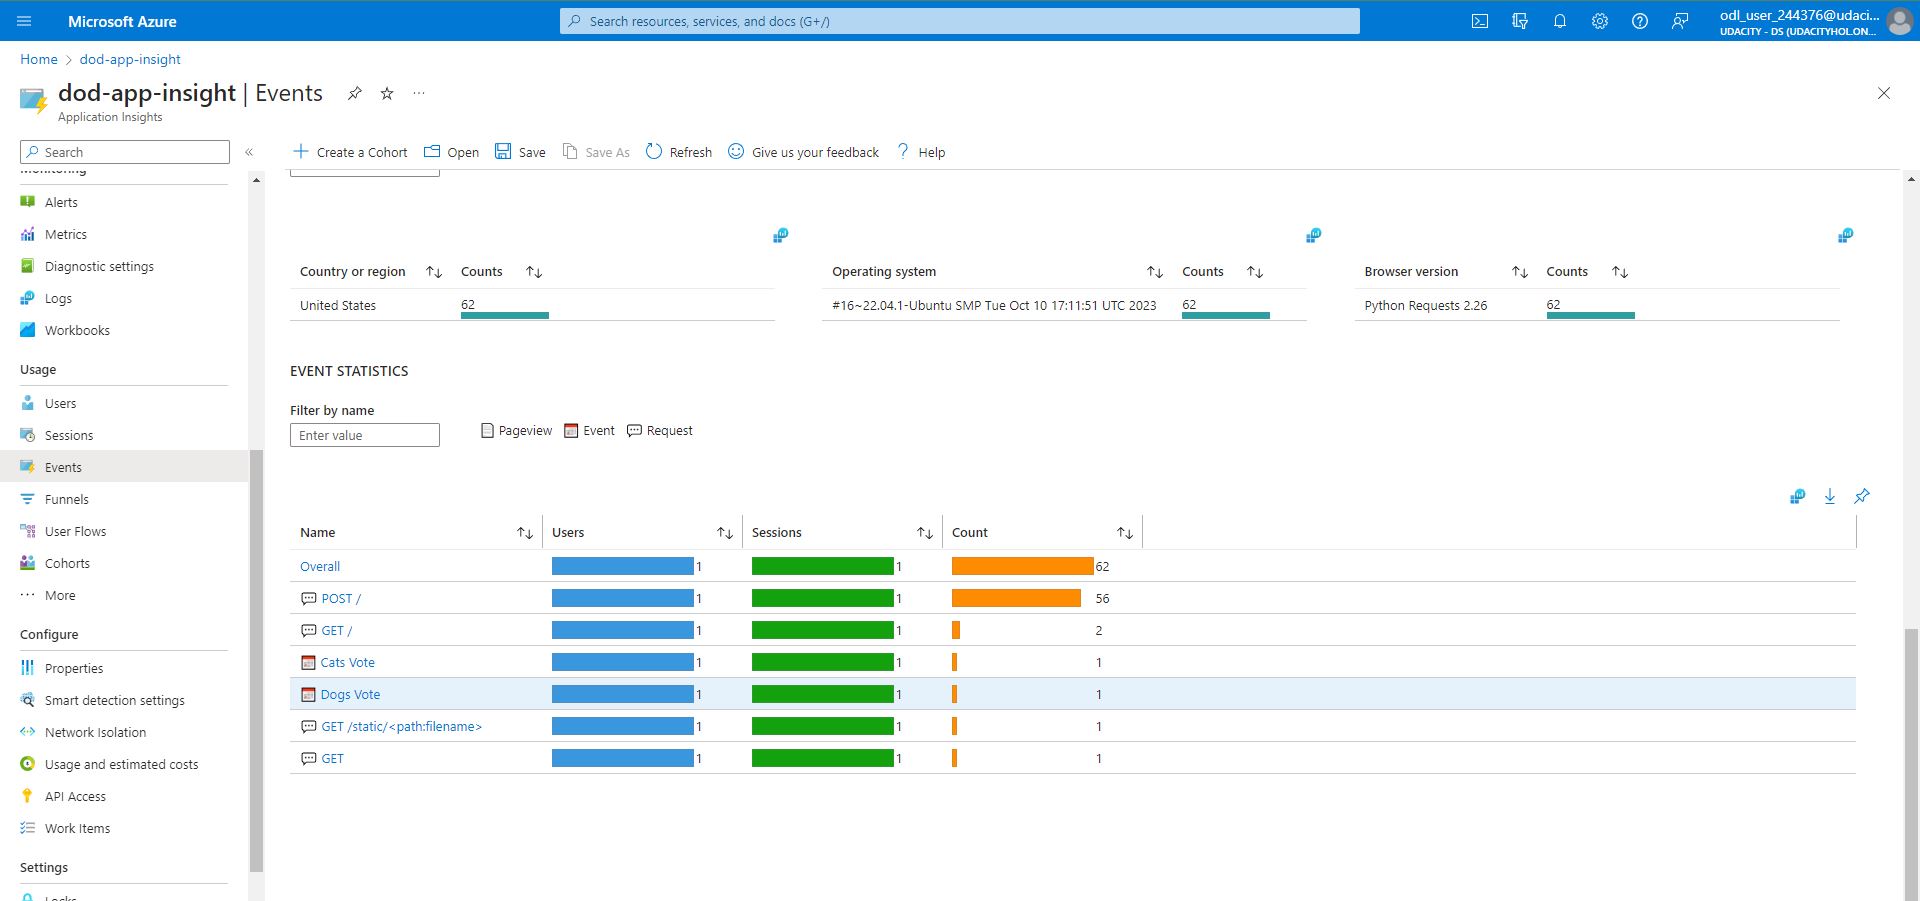 Microsoft Azure
Search resources, services, and docs (G+/)
odl_user_244376@udaci...
UDACITY - DS (UDACITYHOL.ON...
Home > dod-app-insight
dod-app-insight | Events
Application Insights
Search
Create a Cohort Open Save Save As Refresh Give us your feedback Help
Monitoring
Alerts
Metrics
Diagnostic settings
Logs
Workbooks
Usage
Users
Sessions
Events
Funnels
User Flows
Cohorts
More
Configure
Properties
Smart detection settings
Network Isolation
Usage and estimated costs
API Access
Work Items
Settings
Locks
Country or region Counts
United States 62
Operating system Counts
#16~22.04.1-Ubuntu SMP Tue Oct 10 17:11:51 UTC 2023 62
Browser version Counts
Python Requests 2.26 62
EVENT STATISTICS
Filter by name
Enter value
Pageview Event Request
Name Users Sessions Count
Overall 1 1 62
POST / 1 1 56
GET / 1 1 2
Cats Vote 1 1 1
Dogs Vote 1 1 1
GET /static/<path:filename> 1 1 1
GET 1 1 1